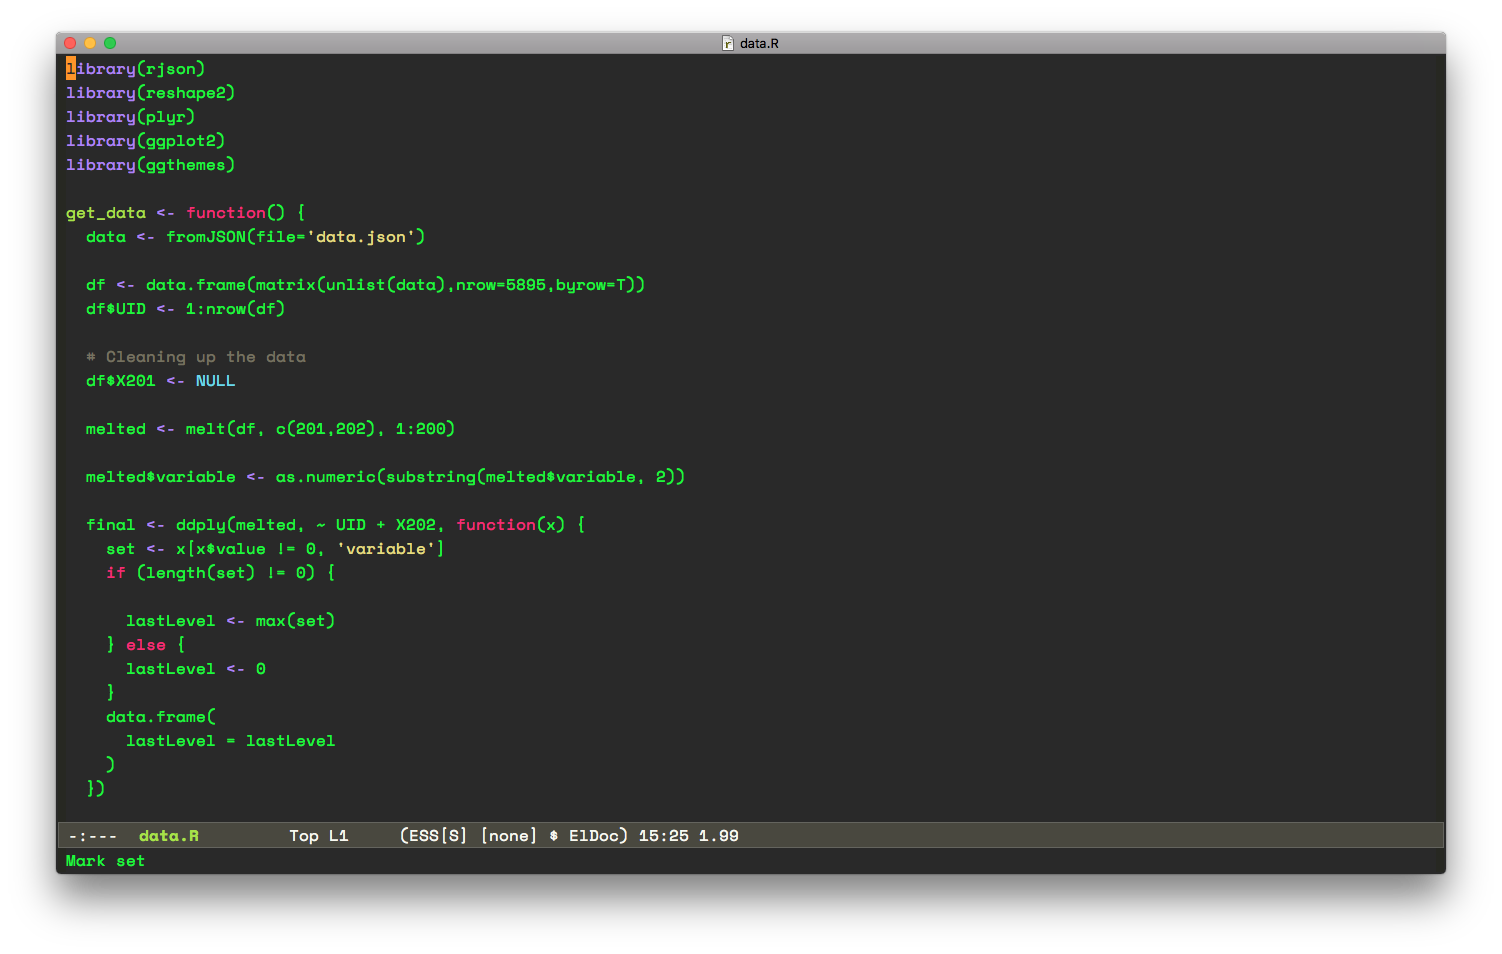 data.R
library(rjson)
library(reshape2)
library(plyr)
library(ggplot2)
library(ggthemes)
get_data <- function() {
  data <- fromJSON(file='data.json')
  df <- data.frame(matrix(unlist(data),nrow=5895,byrow=T))
  df$UID <- 1:nrow(df)
  # Cleaning up the data
  df$X201 <- NULL
  melted <- melt(df, c(201,202), 1:200)
  melted$variable <- as.numeric(substring(melted$variable, 2))
  final <- ddply(melted, ~ UID + X202, function(x) {
    set <- x[x$value != 0, 'variable']
    if (length(set) != 0) {
      lastLevel <- max(set)
    } else {
      lastLevel <- 0
    }
    data.frame(
      lastLevel = lastLevel
    )
  })
-:---  data.R         Top L1     (ESS[S] [none] $ ElDoc) 15:25 1.99
Mark set